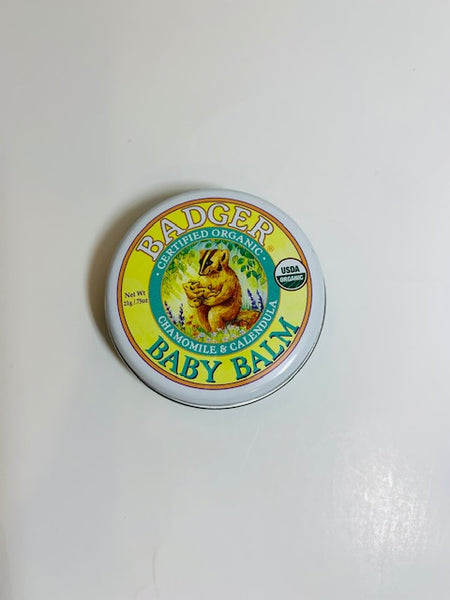 BADGER®
· CERTIFIED ORGANIC ·
USDA
ORGANIC
Net Wt
21g/.75oz
CHAMOMILE & CALENDULA
BABY BALM